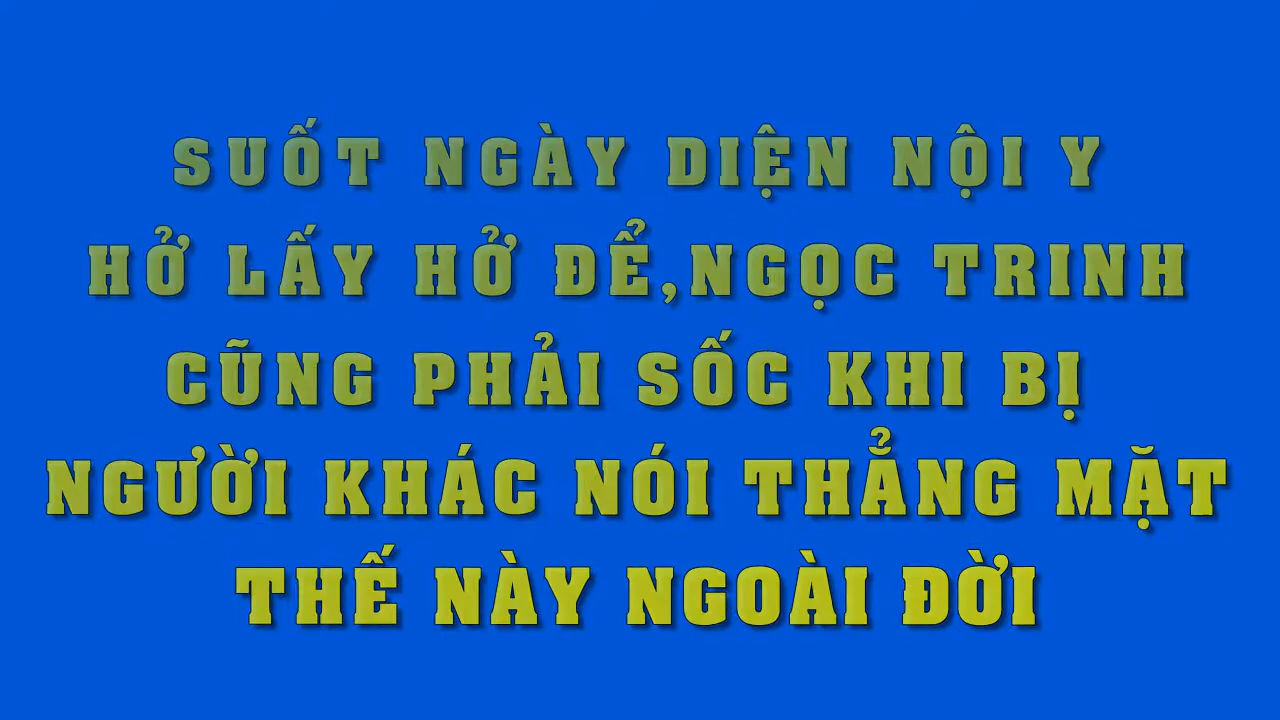 SUỐT NGÀY DIỆN NỘI Y
HỞ LẤY HỞ ĐỂ,NGỌC TRINH
CŨNG PHẢI SỐC KHI BỊ
NGƯỜI KHÁC NÓI THẲNG MẶT
THẾ NÀY NGOÀI ĐỜI